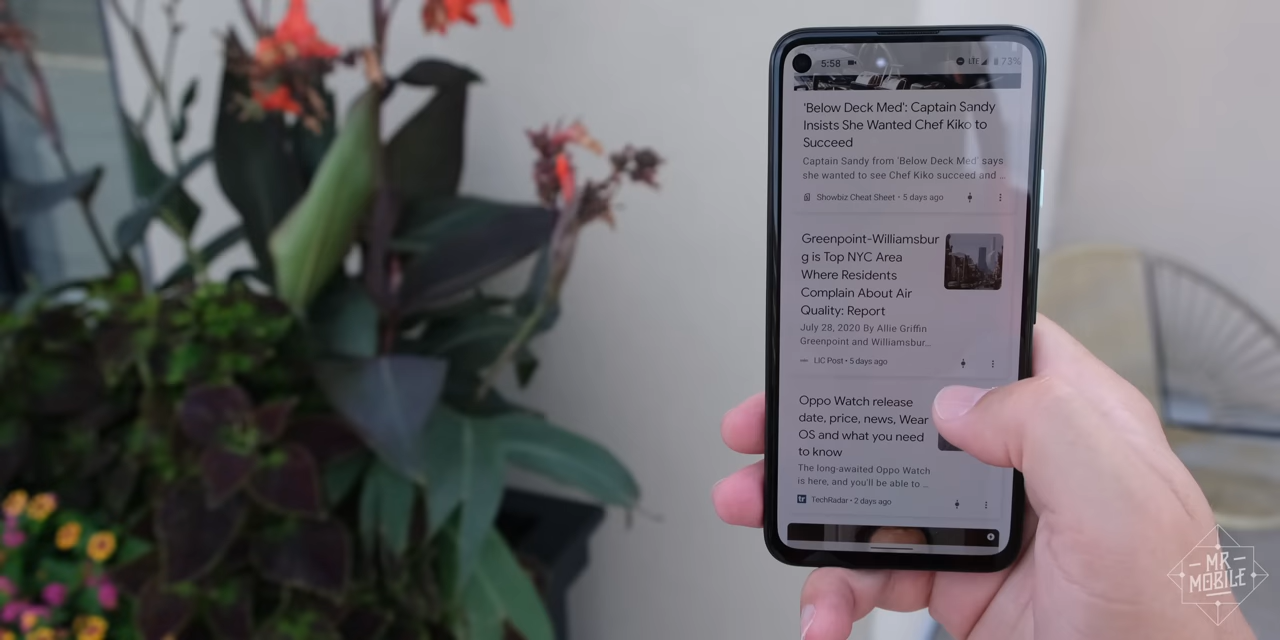 5:58
LTE
73%
'Below Deck Med': Captain Sandy
Insists She Wanted Chef Kiko to
Succeed
Captain Sandy from 'Below Deck Med' says
she wanted to see Chef Kiko succeed and ...
Showbiz Cheat Sheet • 5 days ago
Greenpoint-Williamsbur
g is Top NYC Area
Where Residents
Complain About Air
Quality: Report
July 28, 2020 By Allie Griffin
Greenpoint and Williamsbur...
LIC Post • 5 days ago
Oppo Watch release
date, price, news, Wear
OS and what you need
to know
The long-awaited Oppo Watch
is here, and you'll be able to ...
tr TechRadar • 2 days ago
MR
MOBILE